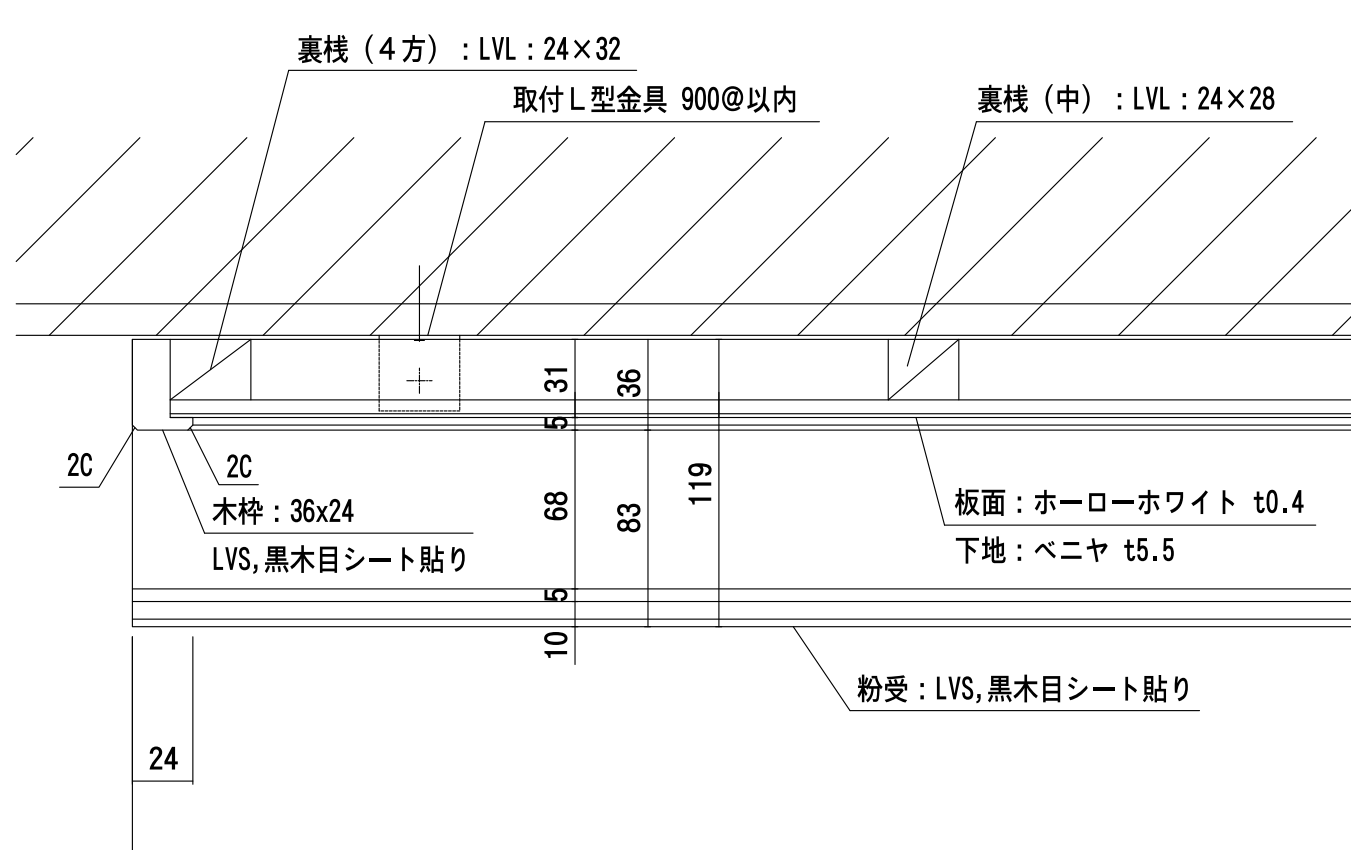 裏桟（４方）：LVL：24×32
取付Ｌ型金具 900@以内
裏桟（中）：LVL：24×28
31
36
5
2C
2C
119
68
83
木枠：36x24
LVS,黒木目シート貼り
板面：ホーローホワイト t0.4
下地：ベニヤ t5.5
5
10
粉受：LVS,黒木目シート貼り
24